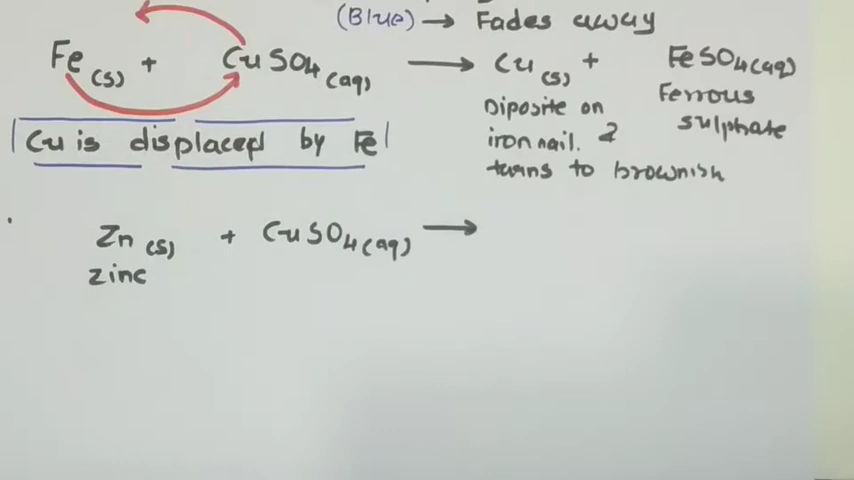 (Blue) → Fades away
Fe(s) + CuSO4(aq) → Cu(s) + FeSO4(aq)
Diposite on
iron nail. &
turns to brownish
Ferrous
sulphate
Cu is displaced by Fe
Zn(s) + CuSO4(aq) →
zinc